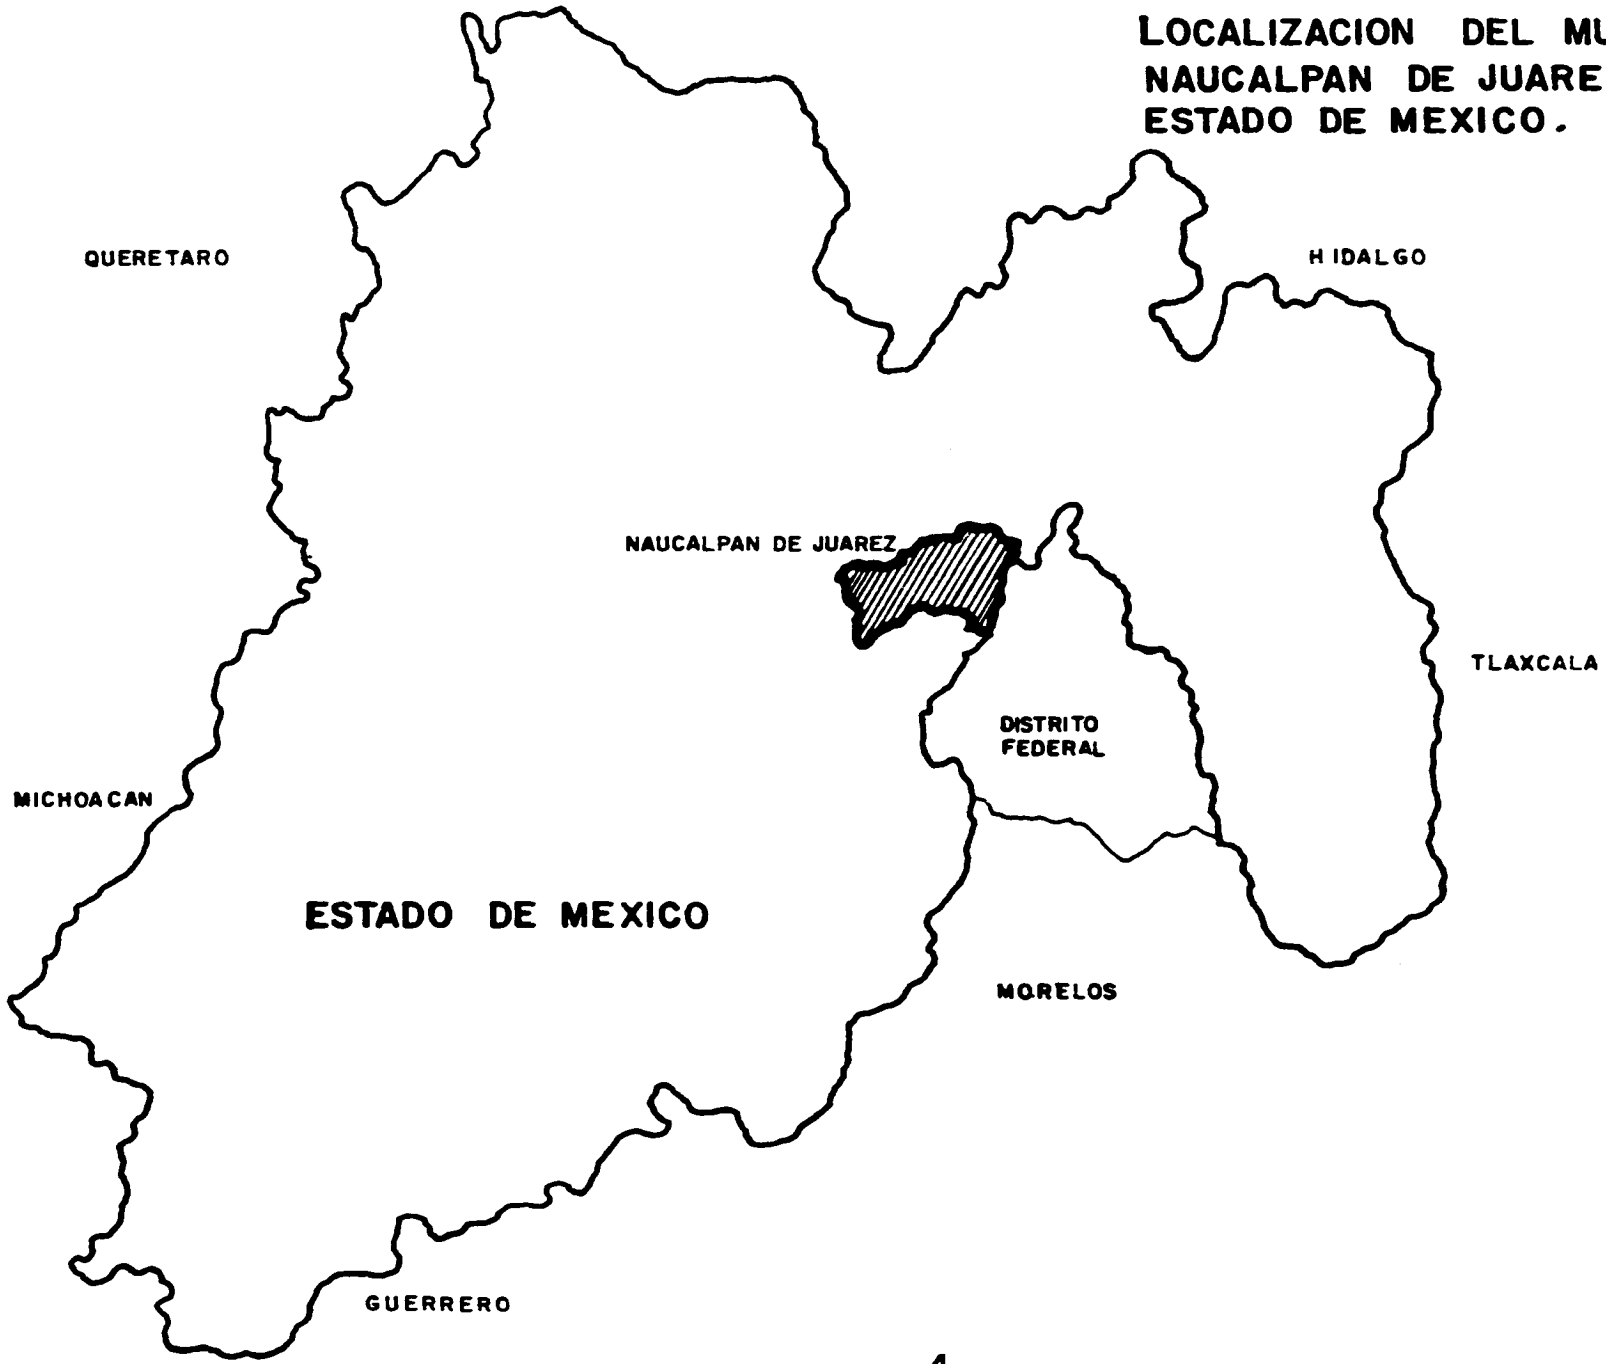 LOCALIZACION DEL MU
NAUCALPAN DE JUARE
ESTADO DE MEXICO.
QUERETARO
HIDALGO
NAUCALPAN DE JUAREZ
TLAXCALA
DISTRITO
FEDERAL
MICHOACAN
ESTADO DE MEXICO
MORELOS
GUERRERO